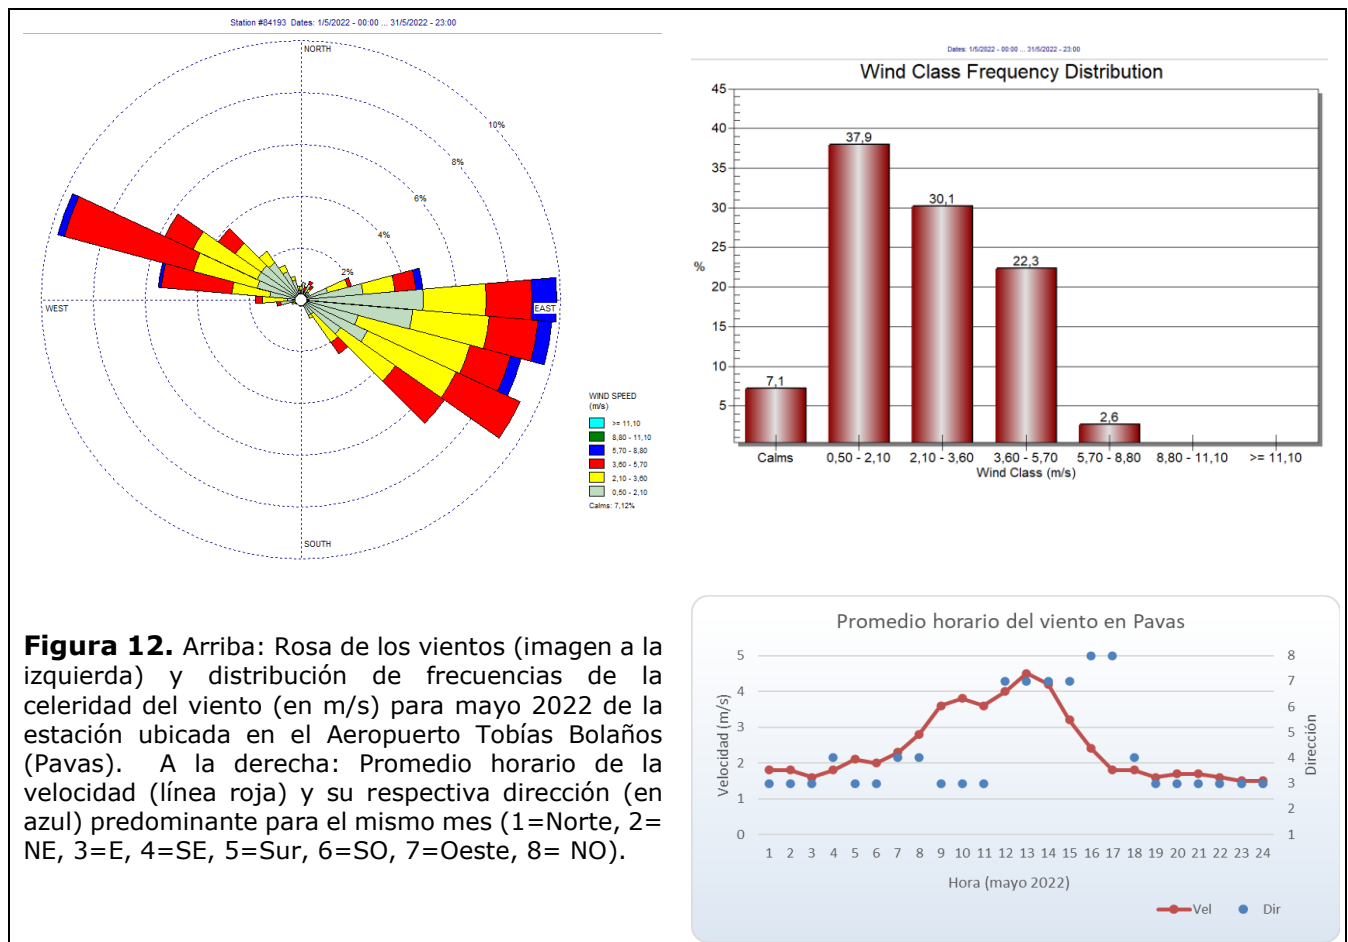 Station #84193 Dates: 1/5/2022 - 00:00 ... 31/5/2022 - 23:00
NORTH
10%
8%
6%
4%
2%
WEST
EAST
SOUTH
WIND SPEED
(m/s)
>= 11,10
8,80 - 11,10
5,70 - 8,80
3,60 - 5,70
2,10 - 3,60
0,50 - 2,10
Calms: 7,12%
Dates: 1/5/2022 - 00:00 ... 31/5/2022 - 23:00
Wind Class Frequency Distribution
45
40
35
30
25
20
15
10
5
%
7,1
37,9
30,1
22,3
2,6
Calms 0,50 - 2,10 2,10 - 3,60 3,60 - 5,70 5,70 - 8,80 8,80 - 11,10 >= 11,10
Wind Class (m/s)
Figura 12. Arriba: Rosa de los vientos (imagen a la
izquierda) y distribución de frecuencias de la
celeridad del viento (en m/s) para mayo 2022 de la
estación ubicada en el Aeropuerto Tobías Bolaños
(Pavas). A la derecha: Promedio horario de la
velocidad (línea roja) y su respectiva dirección (en
azul) predominante para el mismo mes (1=Norte, 2=
NE, 3=E, 4=SE, 5=Sur, 6=SO, 7=Oeste, 8= NO).
Promedio horario del viento en Pavas
5
4
3
2
1
0
Velocidad (m/s)
8
7
6
5
4
3
2
1
Dirección
1 2 3 4 5 6 7 8 9 10 11 12 13 14 15 16 17 18 19 20 21 22 23 24
Hora (mayo 2022)
Vel Dir